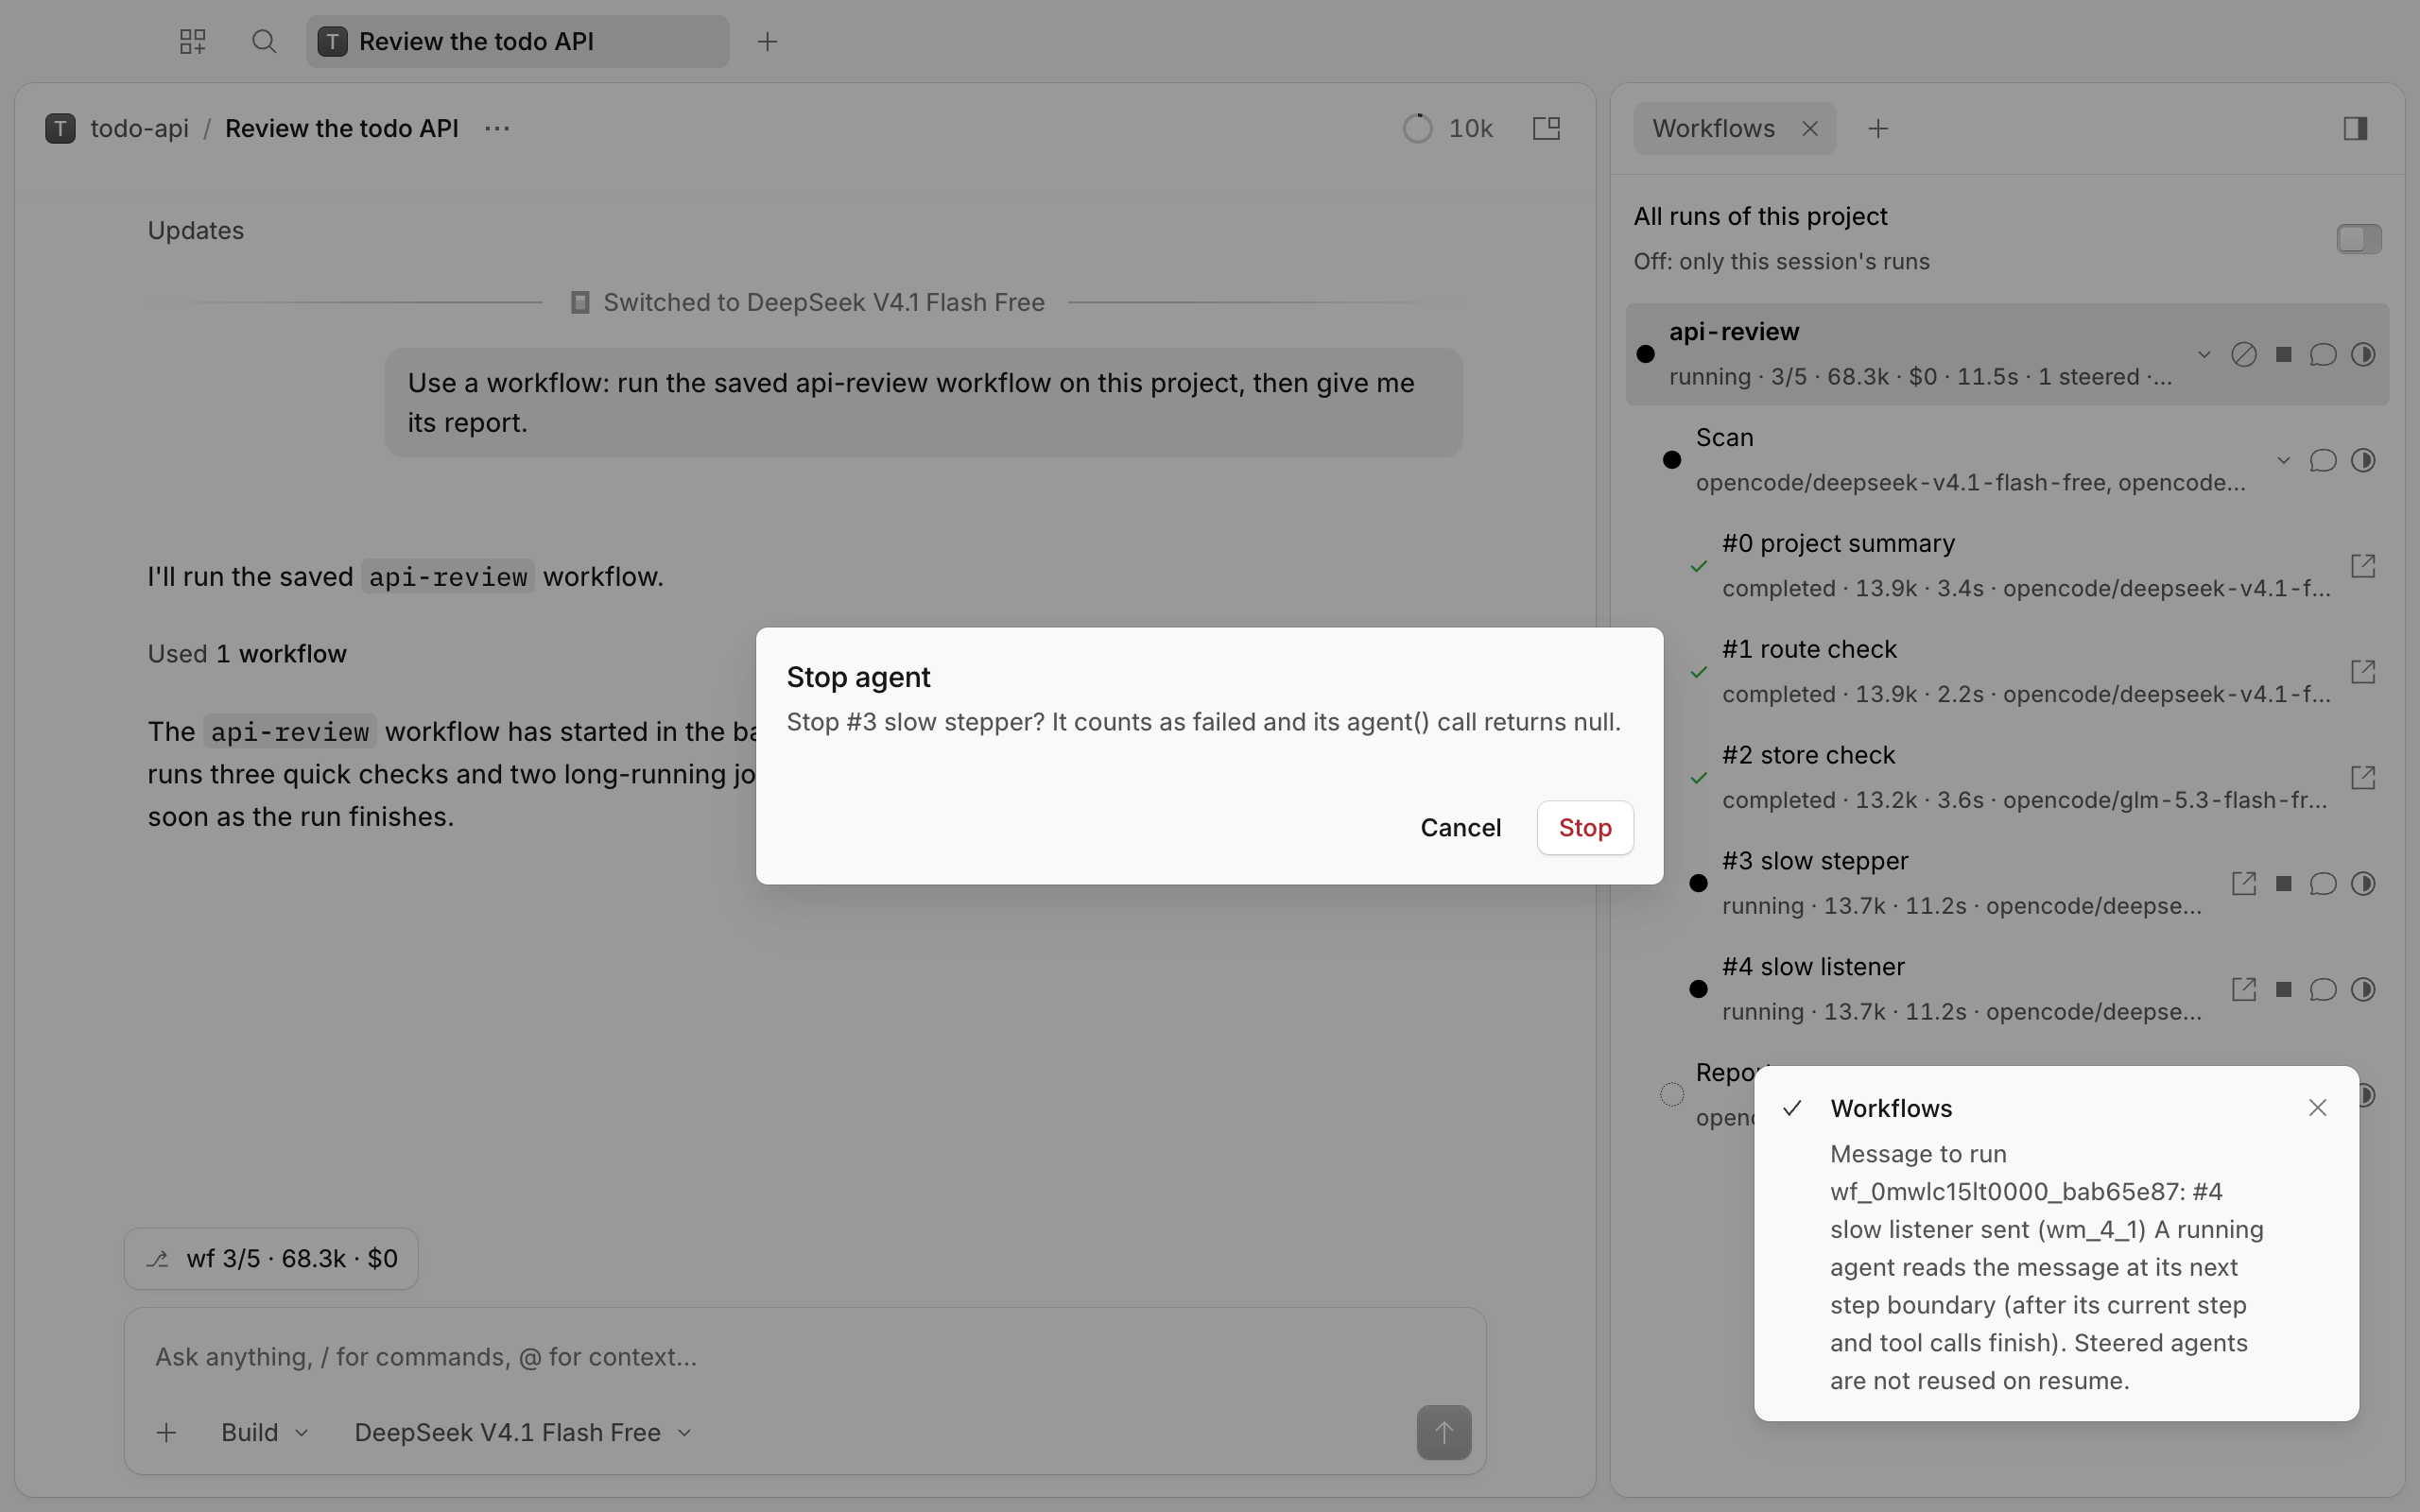 T Review the todo API
T todo-api / Review the todo API ...
10k
Updates
Switched to DeepSeek V4.1 Flash Free
Use a workflow: run the saved api-review workflow on this project, then give me
its report.
I'll run the saved api-review workflow.
Used 1 workflow
The api-review workflow has started in the ba
runs three quick checks and two long-running jo
soon as the run finishes.
Stop agent
Stop #3 slow stepper? It counts as failed and its agent() call returns null.
Cancel
Stop
wf 3/5 · 68.3k · $0
Ask anything, / for commands, @ for context...
Build
DeepSeek V4.1 Flash Free
Workflows
All runs of this project
Off: only this session's runs
api-review
running · 3/5 · 68.3k · $0 · 11.5s · 1 steered ·...
Scan
opencode/deepseek-v4.1-flash-free, opencode...
#0 project summary
completed · 13.9k · 3.4s · opencode/deepseek-v4.1-f...
#1 route check
completed · 13.9k · 2.2s · opencode/deepseek-v4.1-f...
#2 store check
completed · 13.2k · 3.6s · opencode/glm-5.3-flash-fr...
#3 slow stepper
running · 13.7k · 11.2s · opencode/deepse...
#4 slow listener
running · 13.7k · 11.2s · opencode/deepse...
Repo
openc
Workflows
Message to run
wf_0mwlc15lt0000_bab65e87: #4
slow listener sent (wm_4_1) A running
agent reads the message at its next
step boundary (after its current step
and tool calls finish). Steered agents
are not reused on resume.